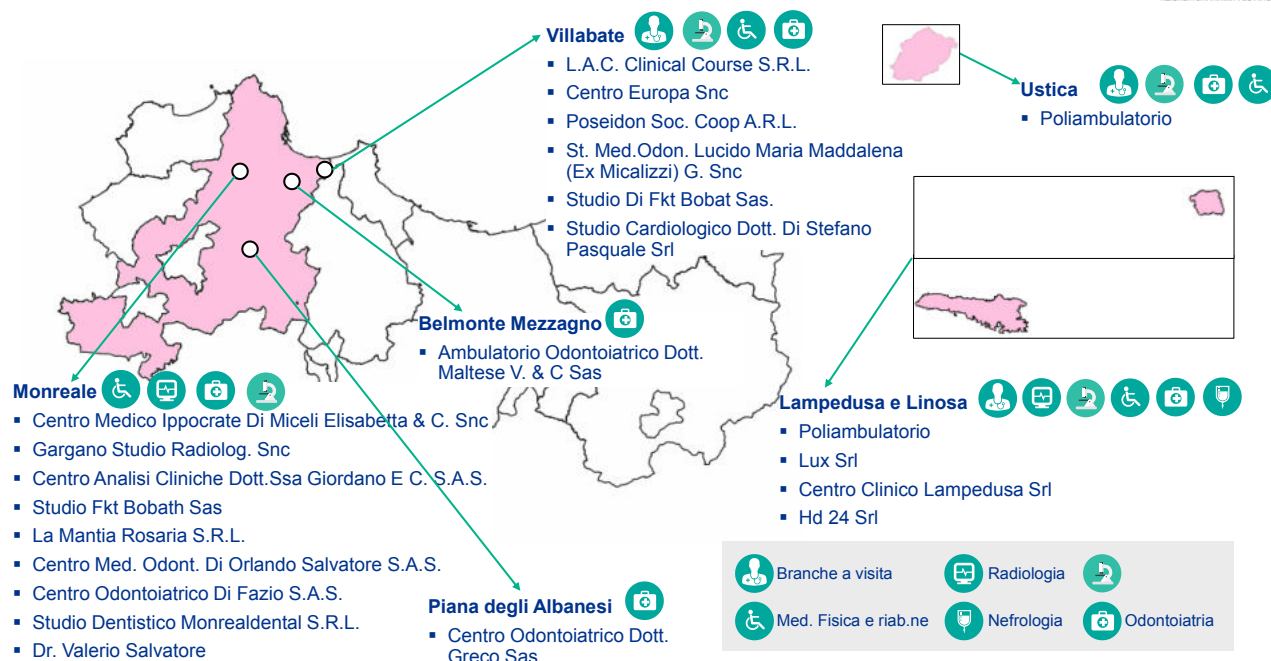 Villabate
▪ L.A.C. Clinical Course S.R.L.
▪ Centro Europa Snc
▪ Poseidon Soc. Coop A.R.L.
▪ St. Med.Odon. Lucido Maria Maddalena
(Ex Micalizzi) G. Snc
▪ Studio Di Fkt Bobat Sas.
▪ Studio Cardiologico Dott. Di Stefano
Pasquale Srl
Ustica
▪ Poliambulatorio
Belmonte Mezzagno
▪ Ambulatorio Odontoiatrico Dott.
Maltese V. & C Sas
Monreale
▪ Centro Medico Ippocrate Di Miceli Elisabetta & C. Snc
▪ Gargano Studio Radiolog. Snc
▪ Centro Analisi Cliniche Dott.Ssa Giordano E C. S.A.S.
▪ Studio Fkt Bobath Sas
▪ La Mantia Rosaria S.R.L.
▪ Centro Med. Odont. Di Orlando Salvatore S.A.S.
▪ Centro Odontoiatrico Di Fazio S.A.S.
▪ Studio Dentistico Monrealdental S.R.L.
▪ Dr. Valerio Salvatore
Piana degli Albanesi
▪ Centro Odontoiatrico Dott.
Greco Sas
Lampedusa e Linosa
▪ Poliambulatorio
▪ Lux Srl
▪ Centro Clinico Lampedusa Srl
▪ Hd 24 Srl
Branche a visita
Radiologia
Med. Fisica e riab.ne
Nefrologia
Odontoiatria